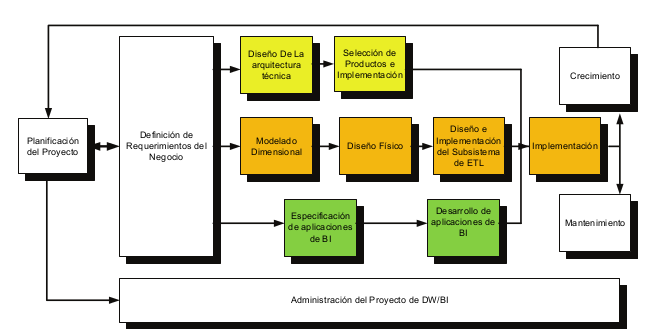 Diseño De La
arquitectura
técnica
Selección de
Productos e
Implementación
Crecimiento
Planificación
del Proyecto
Definición de
Requerimientos del
Negocio
Modelado
Dimensional
Diseño Físico
Diseño e
Implementación
del Subsistema
de ETL
Implementación
Especificación
de aplicaciones
de BI
Desarrollo de
aplicaciones de
BI
Mantenimiento
Administración del Proyecto de DW/BI